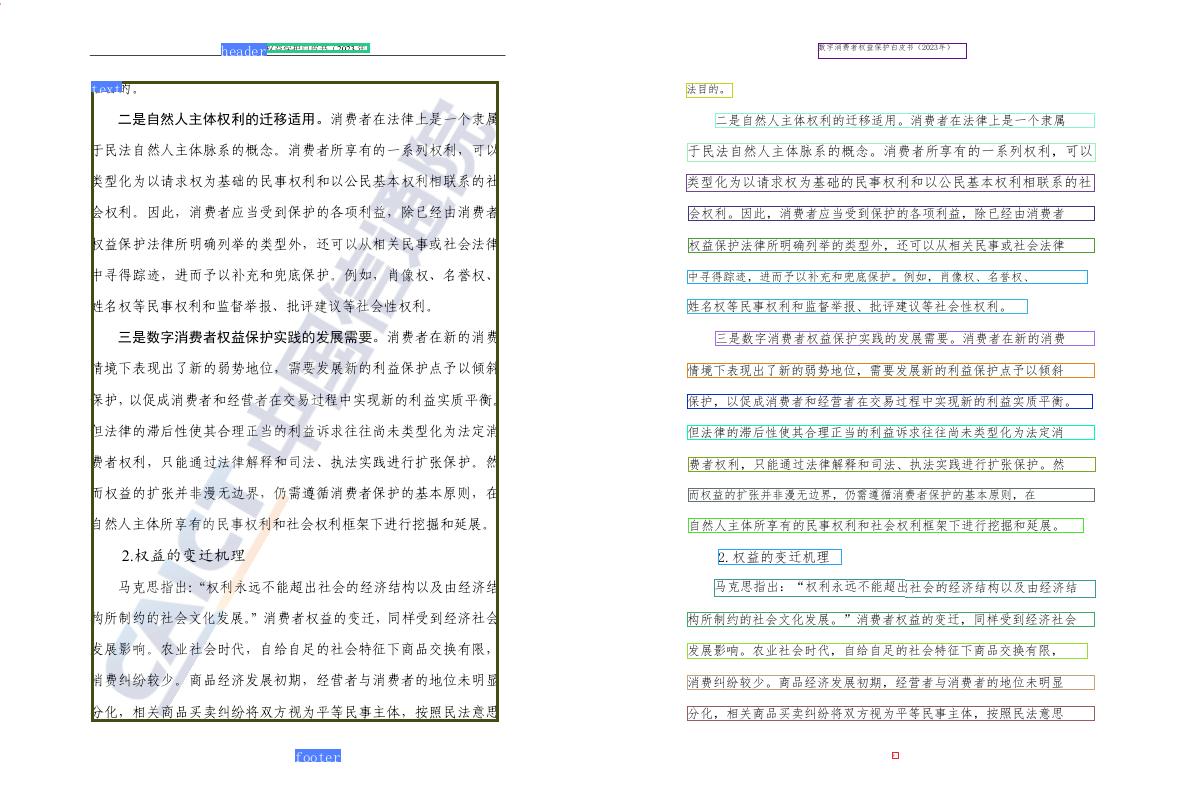 header
text的。
二是自然人主体权利的迁移适用。消费者在法律上是一个隶属
于民法自然人主体脉系的概念。消费者所享有的一系列权利，可以
类型化为以请求权为基础的民事权利和以公民基本权利相联系的社
会权利。因此，消费者应当受到保护的各项利益，除已经由消费者
权益保护法律所明确列举的类型外，还可以从相关民事或社会法律
中寻得踪迹，进而予以补充和兜底保护。例如，肖像权、名誉权、
姓名权等民事权利和监督举报、批评建议等社会性权利。
三是数字消费者权益保护实践的发展需要。消费者在新的消费
情境下表现出了新的弱势地位，需要发展新的利益保护点予以倾斜
保护，以促成消费者和经营者在交易过程中实现新的利益实质平衡。
但法律的滞后性使其合理正当的利益诉求往往尚未类型化为法定消
费者权利，只能通过法律解释和司法、执法实践进行扩张保护。然
而权益的扩张并非漫无边界，仍需遵循消费者保护的基本原则，在
自然人主体所享有的民事权利和社会权利框架下进行挖掘和延展。
2.权益的变迁机理
马克思指出：“权利永远不能超出社会的经济结构以及由经济结
构所制约的社会文化发展。”消费者权益的变迁，同样受到经济社会
发展影响。农业社会时代，自给自足的社会特征下商品交换有限，
消费纠纷较少。商品经济发展初期，经营者与消费者的地位未明显
分化，相关商品买卖纠纷将双方视为平等民事主体，按照民法意思
footer
CAICT 中国信通院
数字消费者权益保护白皮书（2023年）
法目的。
二是自然人主体权利的迁移适用。消费者在法律上是一个隶属
于民法自然人主体脉系的概念。消费者所享有的一系列权利，可以
类型化为以请求权为基础的民事权利和以公民基本权利相联系的社
会权利。因此，消费者应当受到保护的各项利益，除已经由消费者
权益保护法律所明确列举的类型外，还可以从相关民事或社会法律
中寻得踪迹，进而予以补充和兜底保护。例如，肖像权、名誉权、
姓名权等民事权利和监督举报、批评建议等社会性权利。
三是数字消费者权益保护实践的发展需要。消费者在新的消费
情境下表现出了新的弱势地位，需要发展新的利益保护点予以倾斜
保护，以促成消费者和经营者在交易过程中实现新的利益实质平衡。
但法律的滞后性使其合理正当的利益诉求往往尚未类型化为法定消
费者权利，只能通过法律解释和司法、执法实践进行扩张保护。然
而权益的扩张并非漫无边界，仍需遵循消费者保护的基本原则，在
自然人主体所享有的民事权利和社会权利框架下进行挖掘和延展。
2.权益的变迁机理
马克思指出：“权利永远不能超出社会的经济结构以及由经济结
构所制约的社会文化发展。”消费者权益的变迁，同样受到经济社会
发展影响。农业社会时代，自给自足的社会特征下商品交换有限，
消费纠纷较少。商品经济发展初期，经营者与消费者的地位未明显
分化，相关商品买卖纠纷将双方视为平等民事主体，按照民法意思